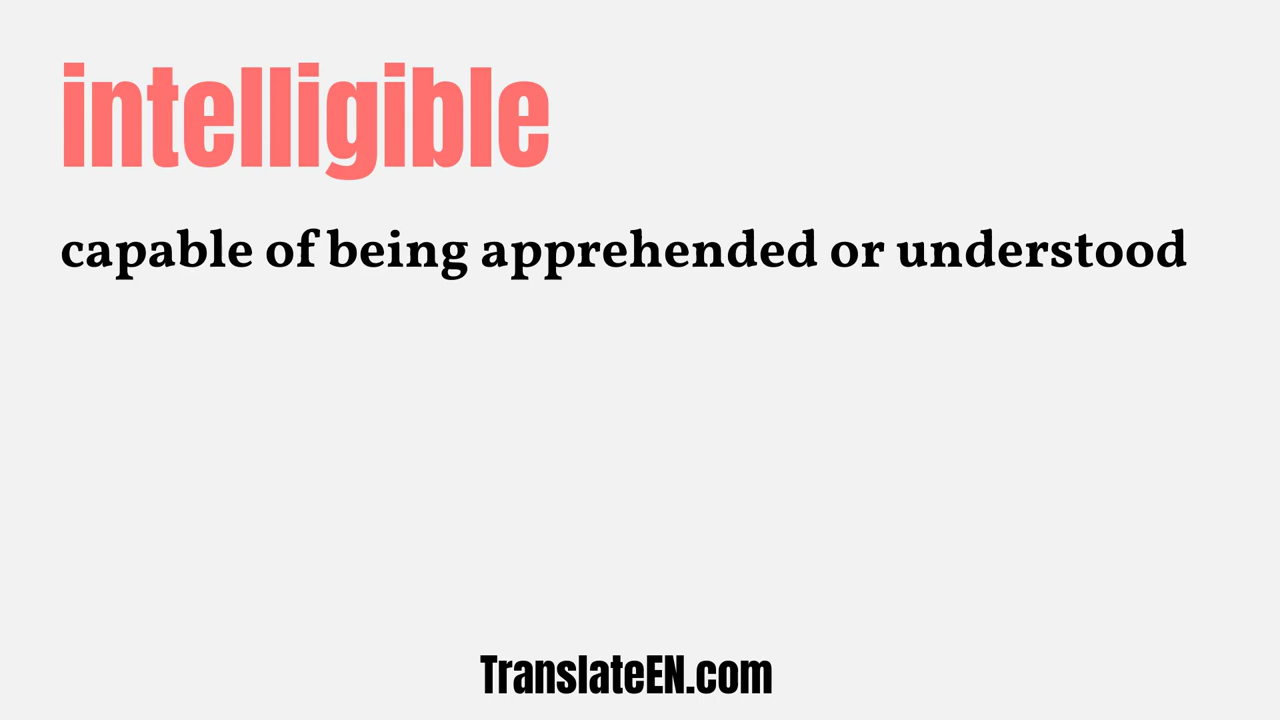 intelligible
capable of being apprehended or understood
TranslateEN.com